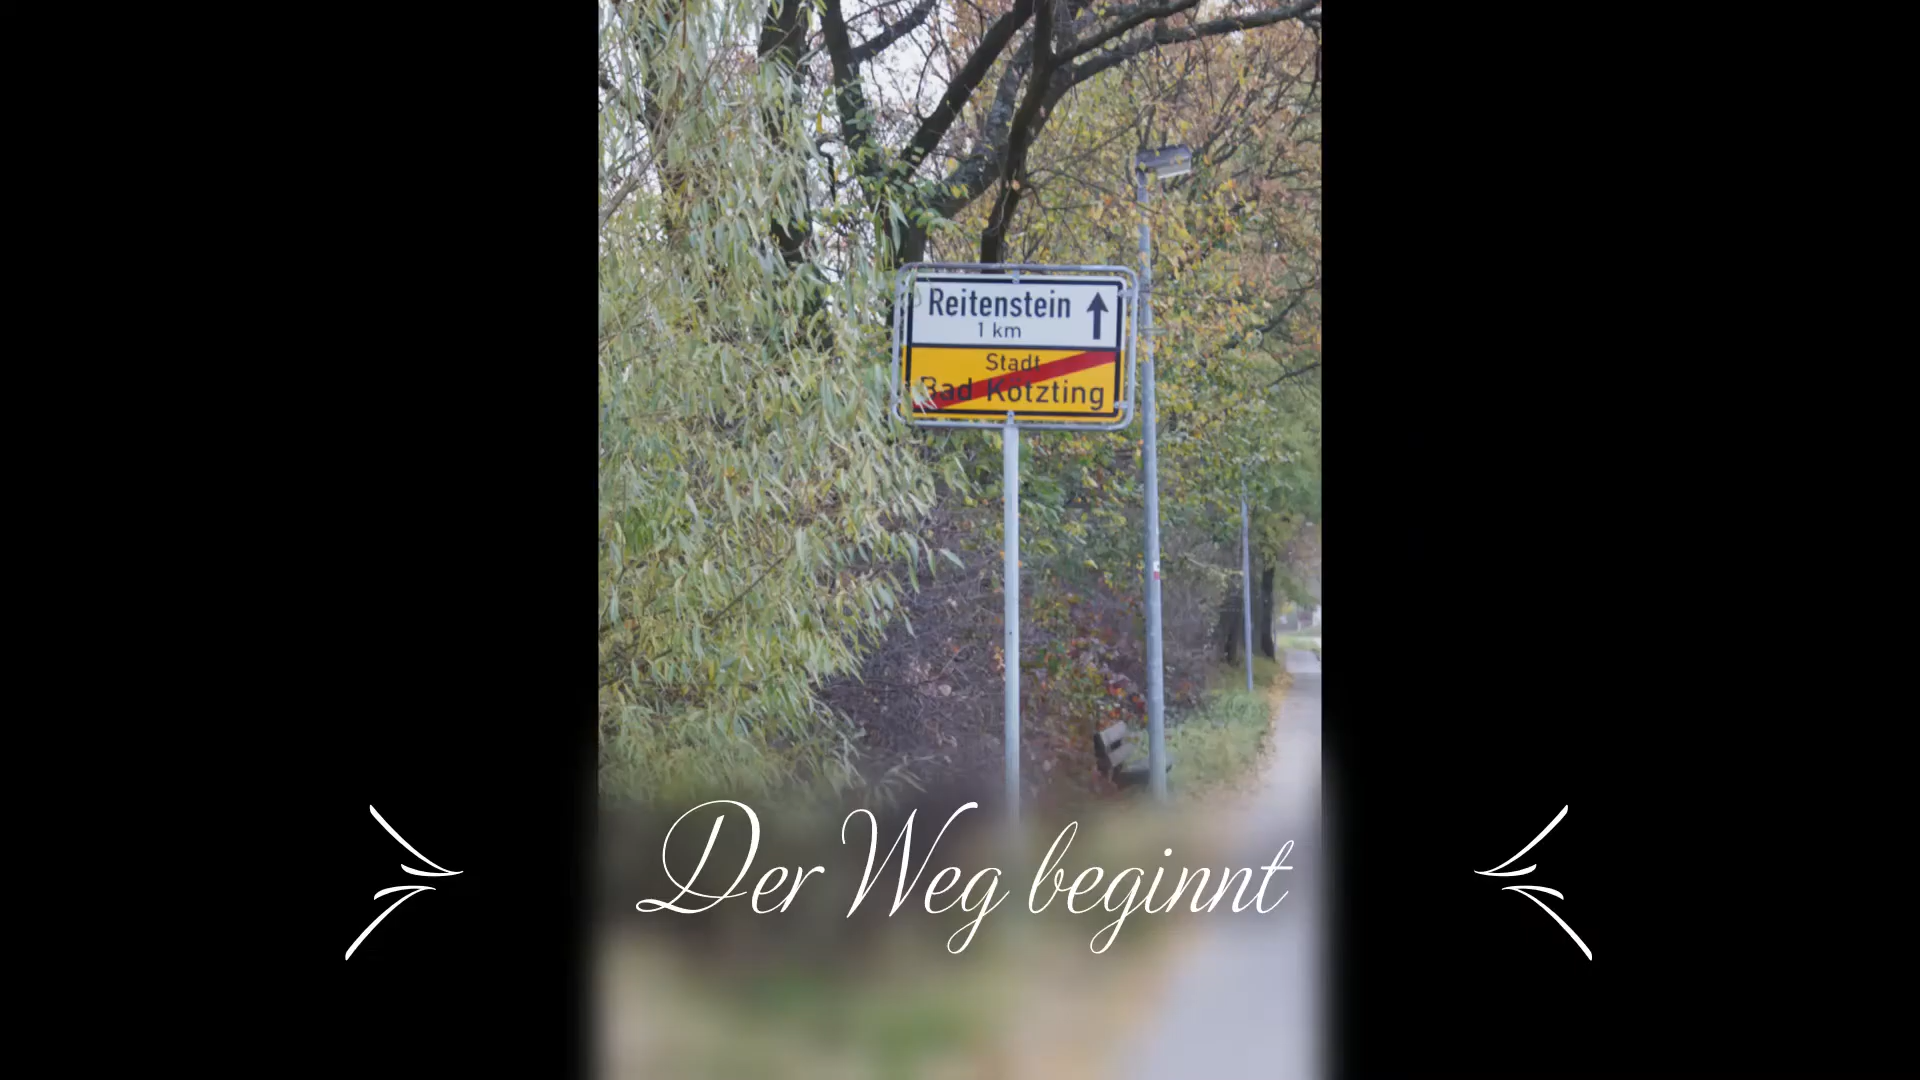 Reitenstein
1 km
Stadt
Bad Kötzting
Der Weg beginnt